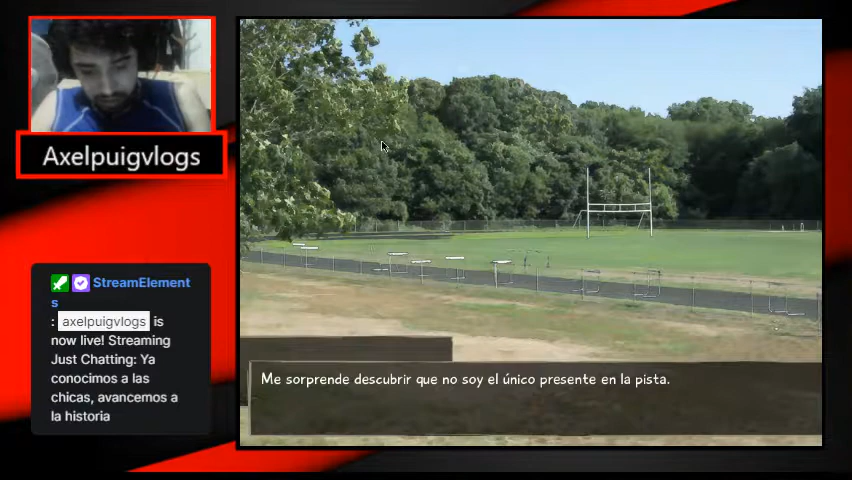 Axelpuigvlogs
StreamElement
s
: axelpuigvlogs is
now live! Streaming
Just Chatting: Ya
conocimos a las
chicas, avancemos a
la historia
Me sorprende descubrir que no soy el único presente en la pista.